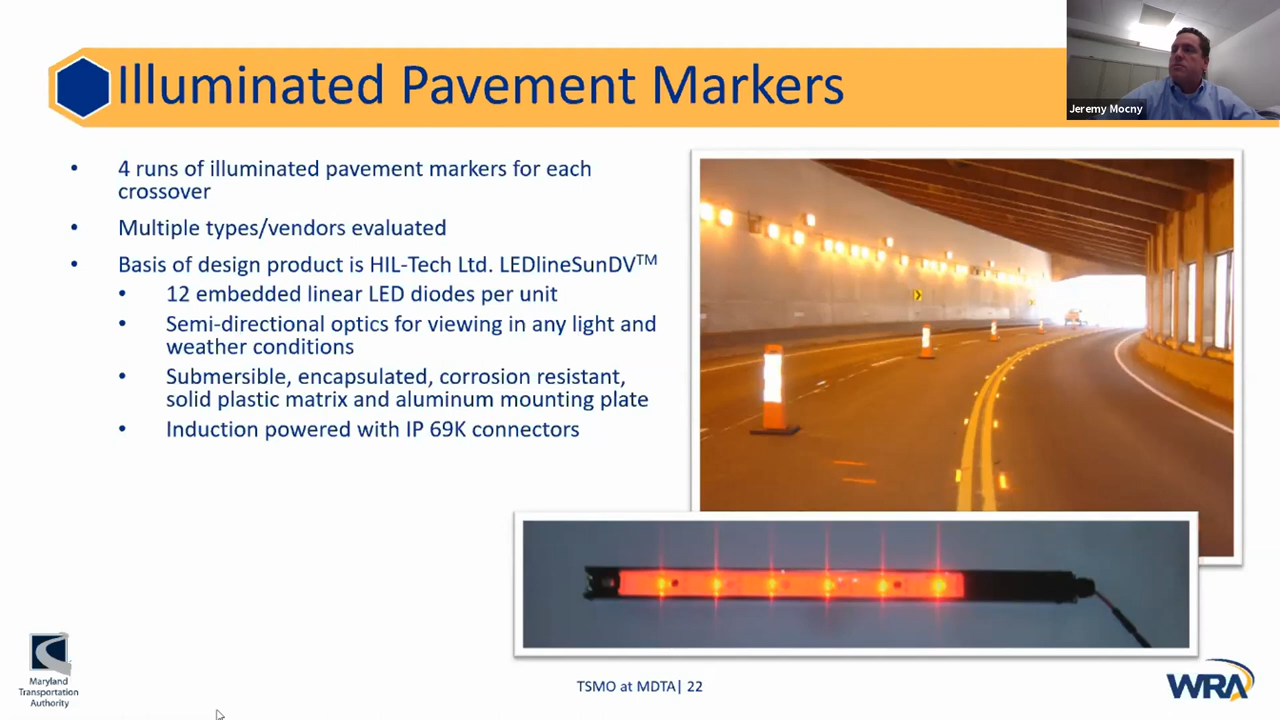 Illuminated Pavement Markers
Jeremy Mocny
• 4 runs of illuminated pavement markers for each
crossover
• Multiple types/vendors evaluated
• Basis of design product is HIL-Tech Ltd. LEDlineSunDV™
• 12 embedded linear LED diodes per unit
• Semi-directional optics for viewing in any light and
weather conditions
• Submersible, encapsulated, corrosion resistant,
solid plastic matrix and aluminum mounting plate
• Induction powered with IP 69K connectors
Maryland
Transportation
Authority
TSMO at MDTA| 22
WRA